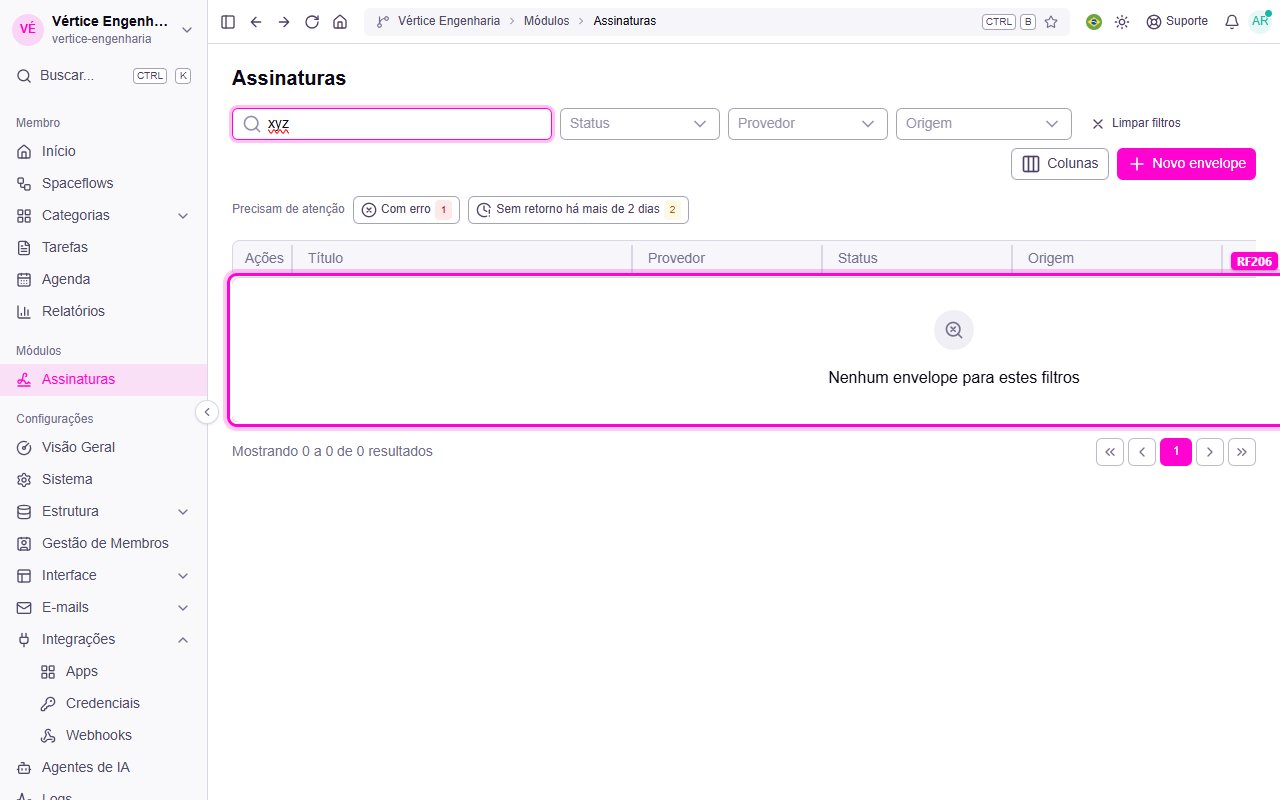 VÉ
Vértice Engenh...
vertice-engenharia
Buscar...
CTRL K
Membro
Início
Spaceflows
Categorias
Tarefas
Agenda
Relatórios
Módulos
Assinaturas
Configurações
Visão Geral
Sistema
Estrutura
Gestão de Membros
Interface
E-mails
Integrações
Apps
Credenciais
Webhooks
Agentes de IA
Logs
Vértice Engenharia Módulos Assinaturas
CTRL B
Suporte
AR
Assinaturas
xyz
Status
Provedor
Origem
Limpar filtros
Colunas
Novo envelope
Precisam de atenção
Com erro 1
Sem retorno há mais de 2 dias 2
Ações Título Provedor Status Origem
RF206
Nenhum envelope para estes filtros
Mostrando 0 a 0 de 0 resultados
1